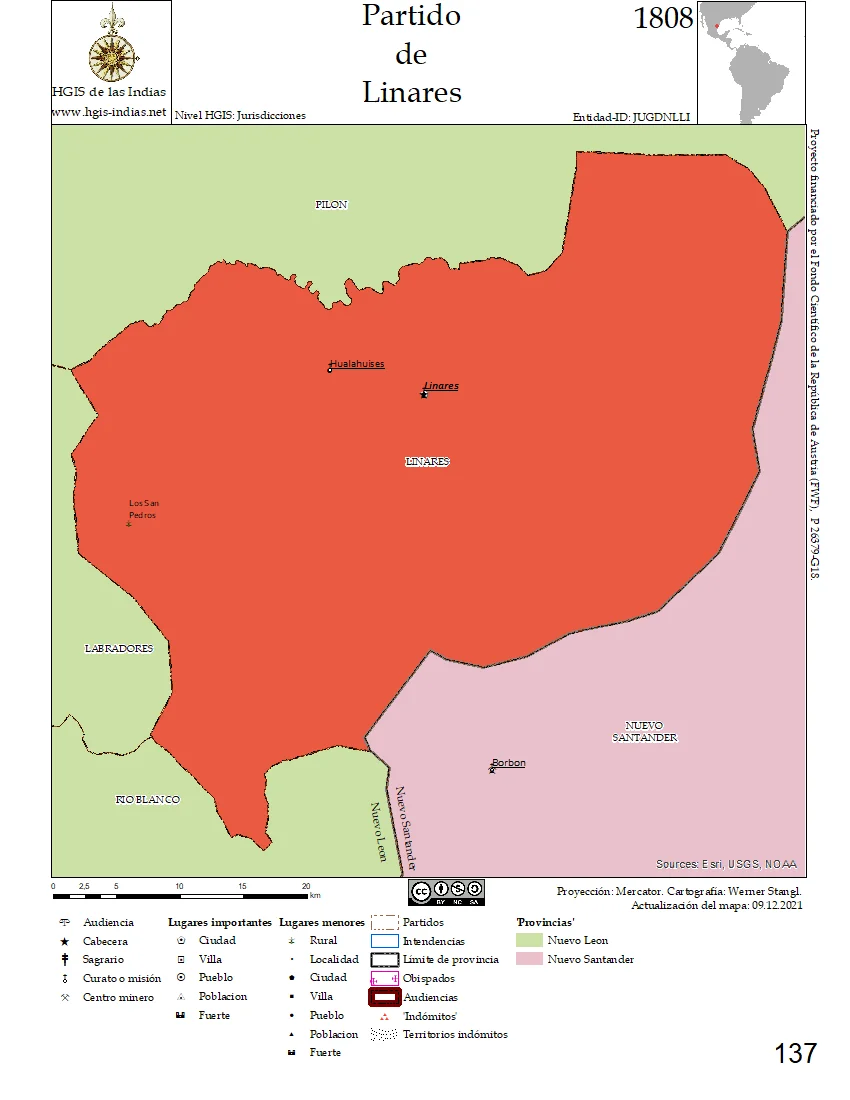 Partido
de
Linares
1808
HGIS de las Indias
www.hgis-indias.net
Nivel HGIS: Jurisdicciones
Entidad-ID: JUGDNLLI
Proyecto financiado por el Fondo Científico de la República de Austria (FWF), P 26379-G18.
PILON
Hualahuises
Linares
LINARES
Los San
Pedros
LABRADORES
NUEVO
SANTANDER
Borbon
RIO BLANCO
Nuevo Leon
Nuevo Santander
Sources: Esri, USGS, NOAA
0 2,5 5 10 15 20
km
CC BY NC SA
Proyección: Mercator. Cartografía: Werner Stangl.
Actualización del mapa: 09.12.2021
Audiencia
Cabecera
Sagrario
Curato o misión
Centro minero
Lugares importantes
Ciudad
Villa
Pueblo
Poblacion
Fuerte
Lugares menores
Rural
Localidad
Ciudad
Villa
Pueblo
Poblacion
Fuerte
Partidos
Intendencias
Límite de provincia
Obispados
Audiencias
'Indómitos'
Territorios indómitos
'Provincias'
Nuevo Leon
Nuevo Santander
137